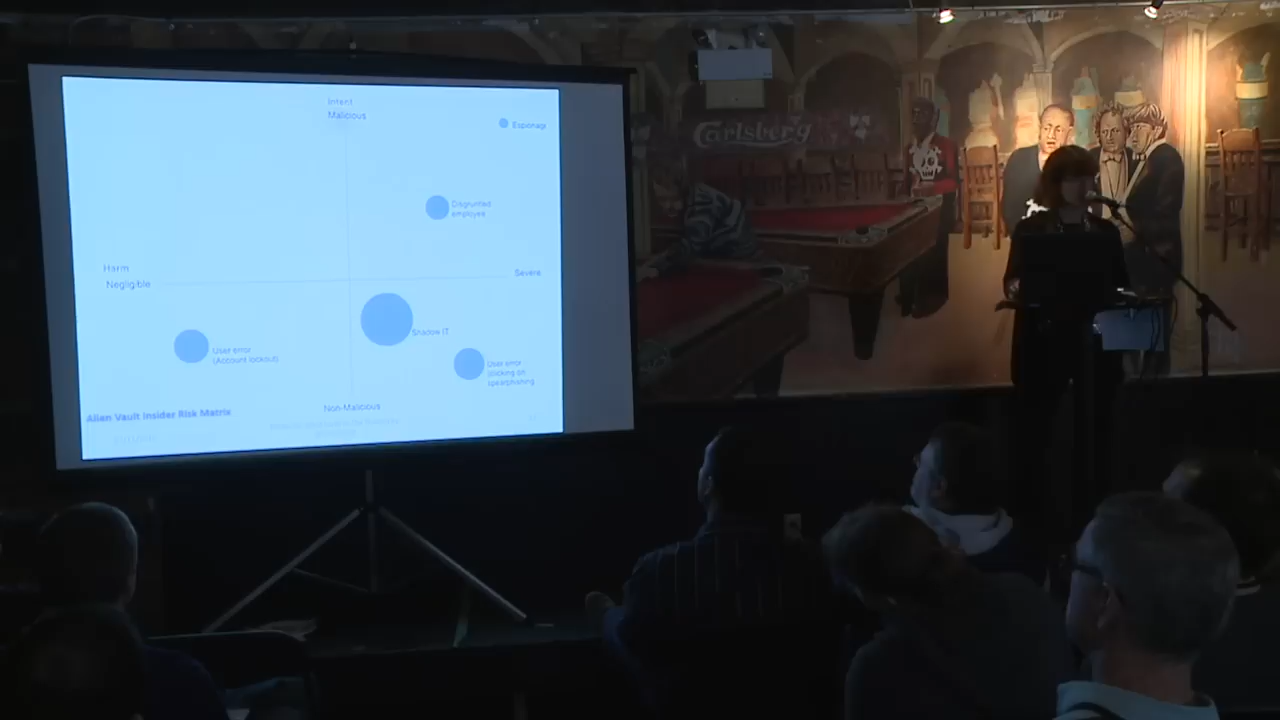 Intent
Malicious
Espionage
Disgruntled
employee
Harm
Negligible
Severe
Shadow IT
User error
(Account lockout)
User error
(clicking on
spearphishing
Non-Malicious
Alien Vault Insider Risk Matrix
Carlsberg